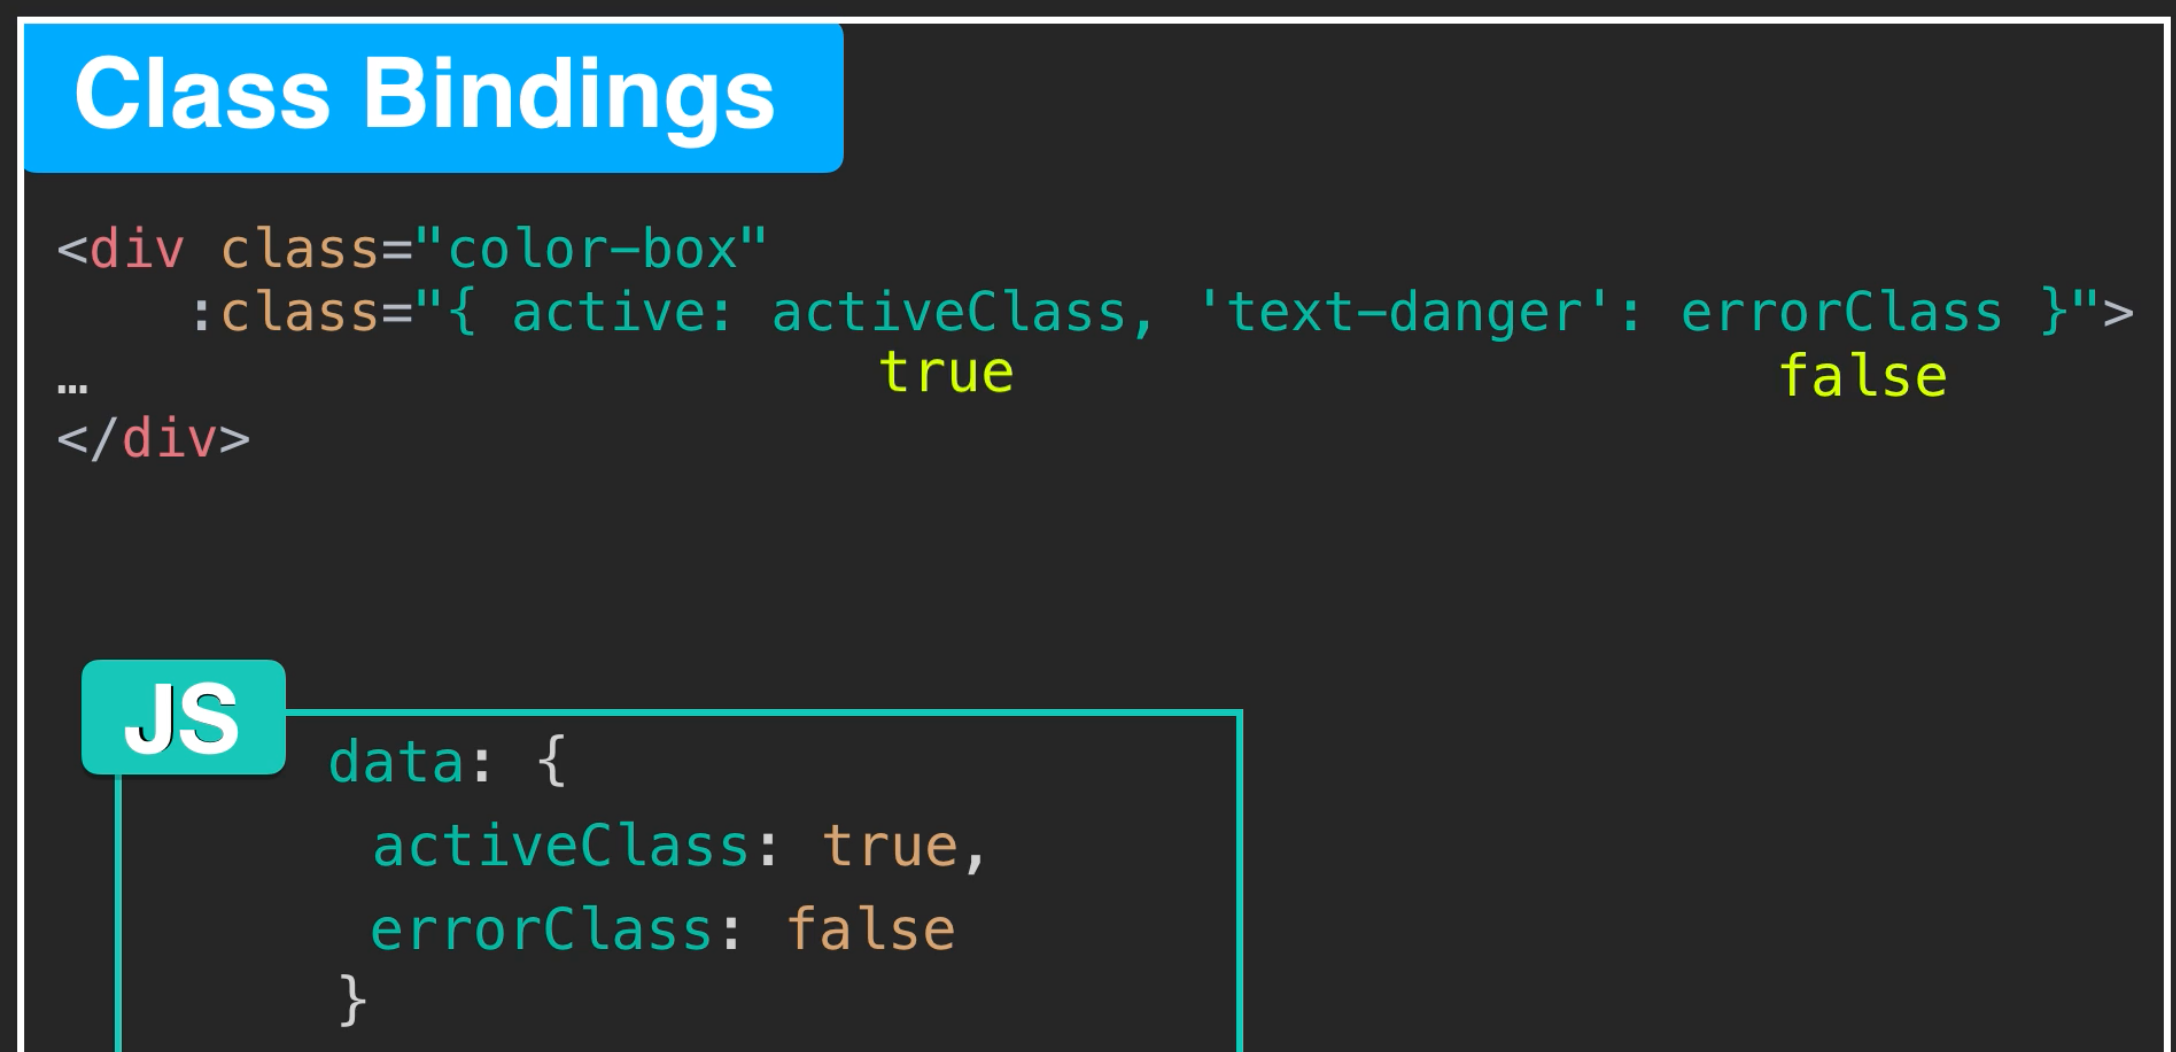 Class Bindings
<div class="color-box"
:class="{ active: activeClass, 'text-danger': errorClass }">
true false
…
</div>
JS
data: {
activeClass: true,
errorClass: false
}